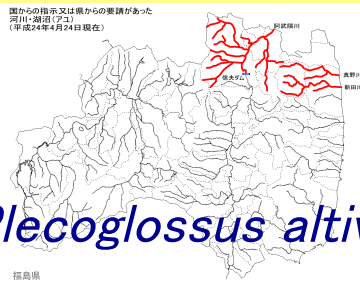 国からの指示又は県からの要請があった
河川・湖沼(アユ)
(平成24年4月24日現在)
阿武隈川
信夫ダム
真野川
新田川
Plecoglossus altiv
福島県